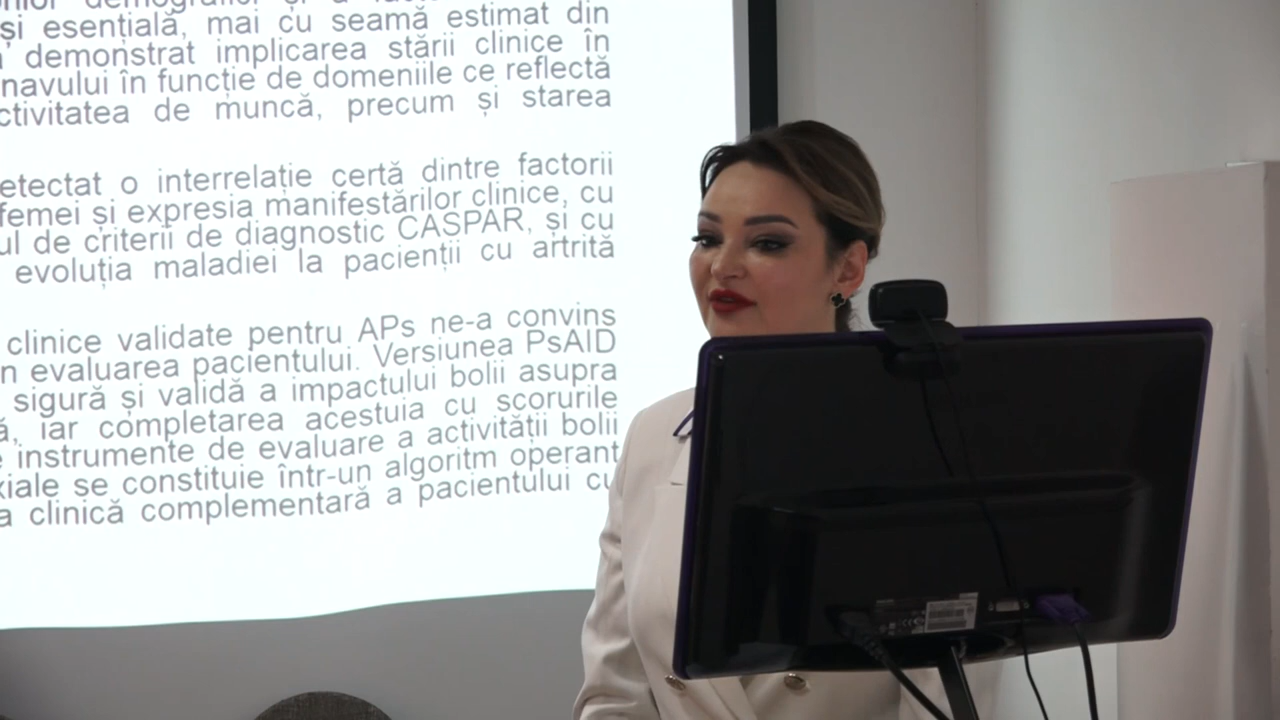 și esențială, mai cu seamă estimat din
demonstrat implicarea stării clinice în
navului în funcție de domeniile ce reflectă
ctivitatea de muncă, precum și starea
etectat o interrelație certă dintre factorii
femei și expresia manifestărilor clinice, cu
ul de criterii de diagnostic CASPAR, și cu
evoluția maladiei la pacienții cu artrită
clinice validate pentru APs ne-a convins
n evaluarea pacientului. Versiunea PsAID
sigură și validă a impactului bolii asupra
ă, iar completarea acestuia cu scorurile
e instrumente de evaluare a activității bolii
xiale se constituie într-un algoritm operant
a clinică complementară a pacientului cu